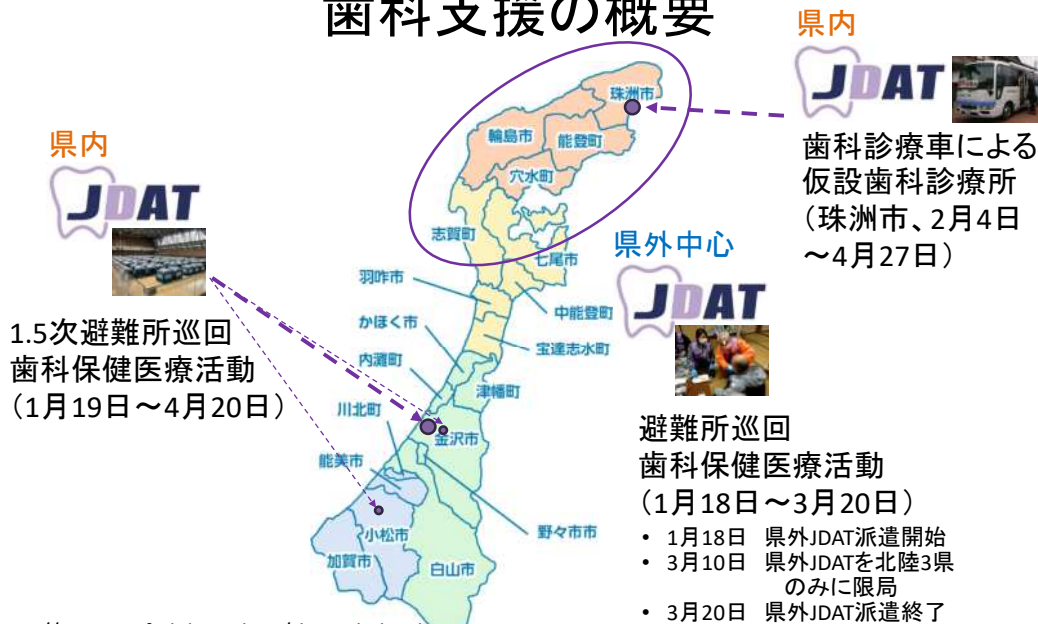 歯科支援の概要
県内
JDAT
歯科診療車による
仮設歯科診療所
（珠洲市、2月4日
～4月27日）
県内
JDAT
1.5次避難所巡回
歯科保健医療活動
（1月19日～4月20日）
珠洲市
輪島市
能登町
穴水町
志賀町
七尾市
羽咋市
中能登町
かほく市
宝達志水町
内灘町
津幡町
川北町
金沢市
能美市
小松市
野々市市
加賀市
白山市
県外中心
JDAT
避難所巡回
歯科保健医療活動
（1月18日～3月20日）
• 1月18日 県外JDAT派遣開始
• 3月10日 県外JDATを北陸3県
のみに限局
• 3月20日 県外JDAT派遣終了